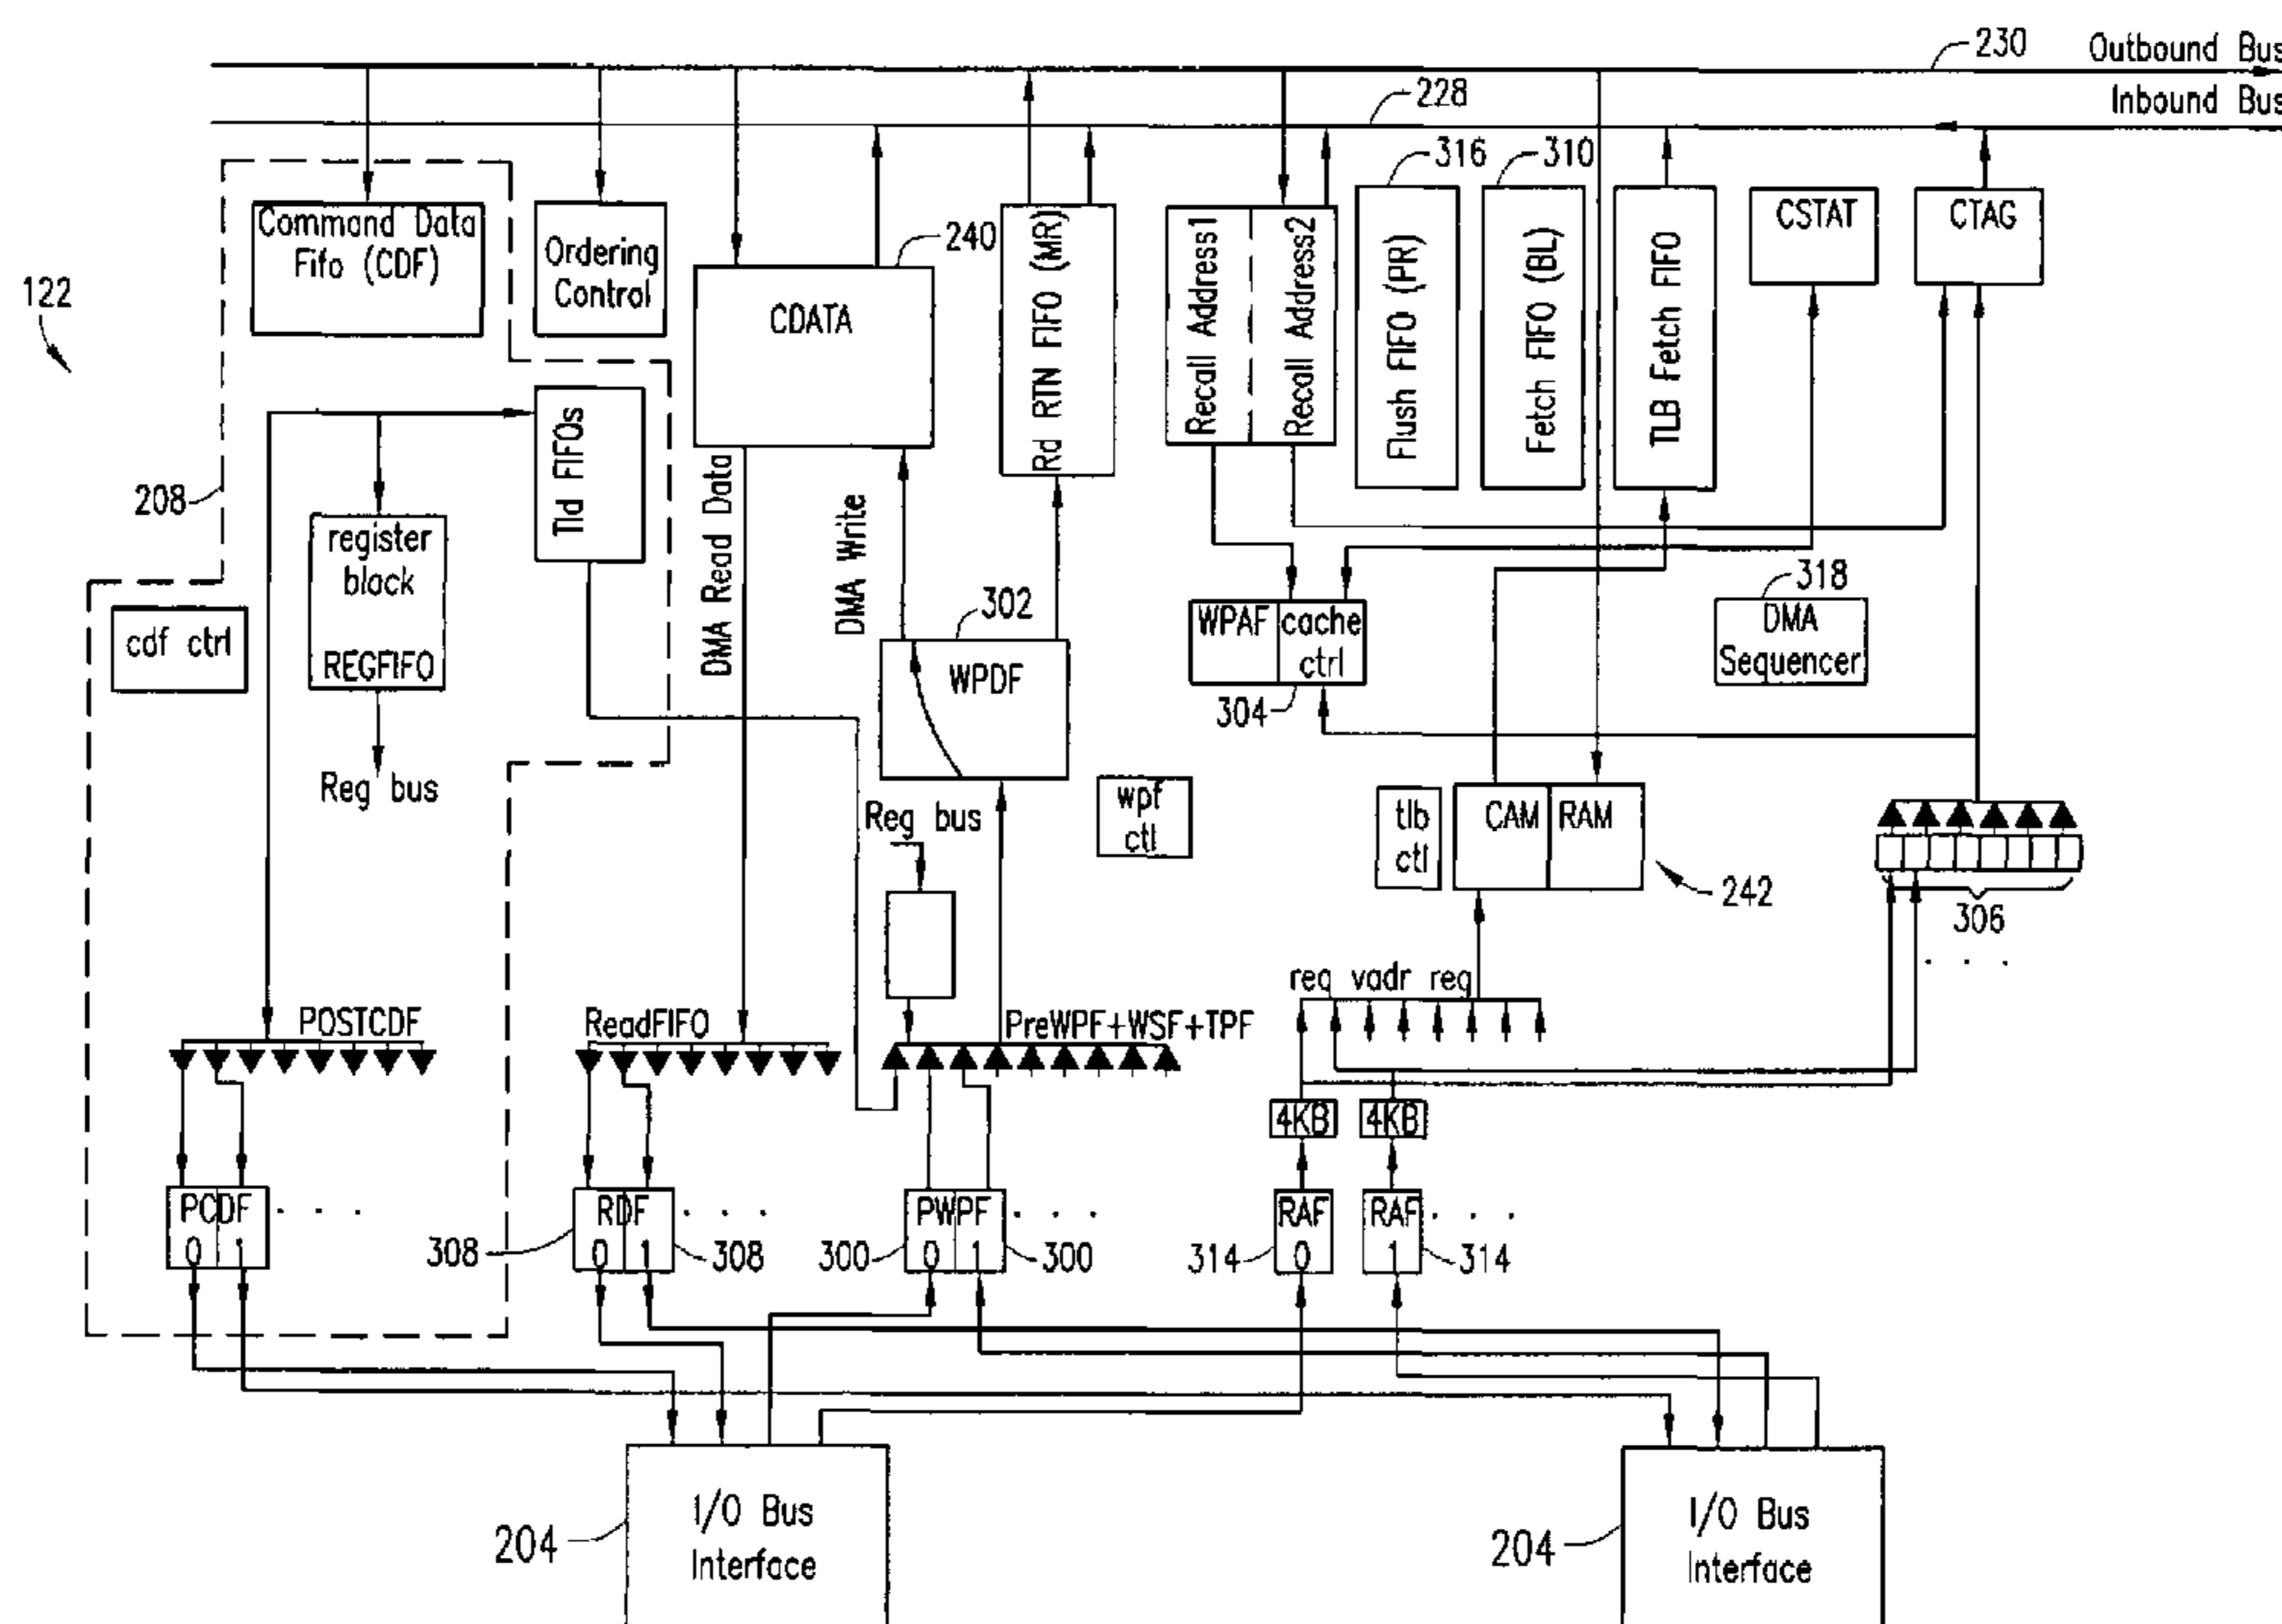 230
Outbound Bus
228
Inbound Bus
316
310
Command Data
Fifo (CDF)
Ordering
Control
240
CDATA
Rd RTN FIFO (MR)
Recall Address1
Recall Address2
Flush FIFO (PR)
Fetch FIFO (BL)
TLB Fetch FIFO
CSTAT
CTAG
122
208
TId FIFOs
register
block
REGFIFO
cdf ctrl
Reg bus
DMA Read Data
DMA Write
302
WPDF
WPAF
cache
ctrl
304
318
DMA
Sequencer
Reg bus
wpf
ctl
tlb
ctl
CAM
RAM
242
306
. . .
req vadr req
POSTCDF
ReadFIFO
PreWPF+WSF+TPF
4KB
4KB
PCDF
0 1
. . .
308
RDF
0 1
308
. . .
300
PWPF
0 1
300
. . .
314
RAF
0
RAF
1
314
. . .
204
I/O Bus
Interface
204
I/O Bus
Interface